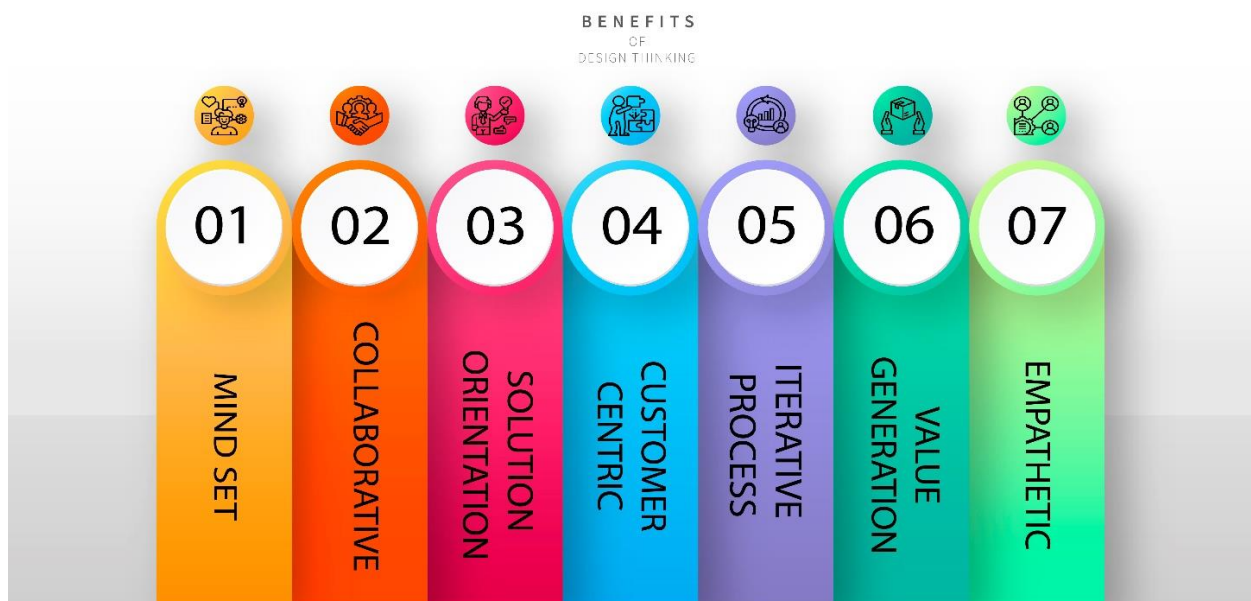 BENEFITS
OF
DESIGN THINKING
01
MIND SET
02
COLLABORATIVE
03
SOLUTION
ORIENTATION
04
CUSTOMER
CENTRIC
05
ITERATIVE
PROCESS
06
VALUE
GENERATION
07
EMPATHETIC